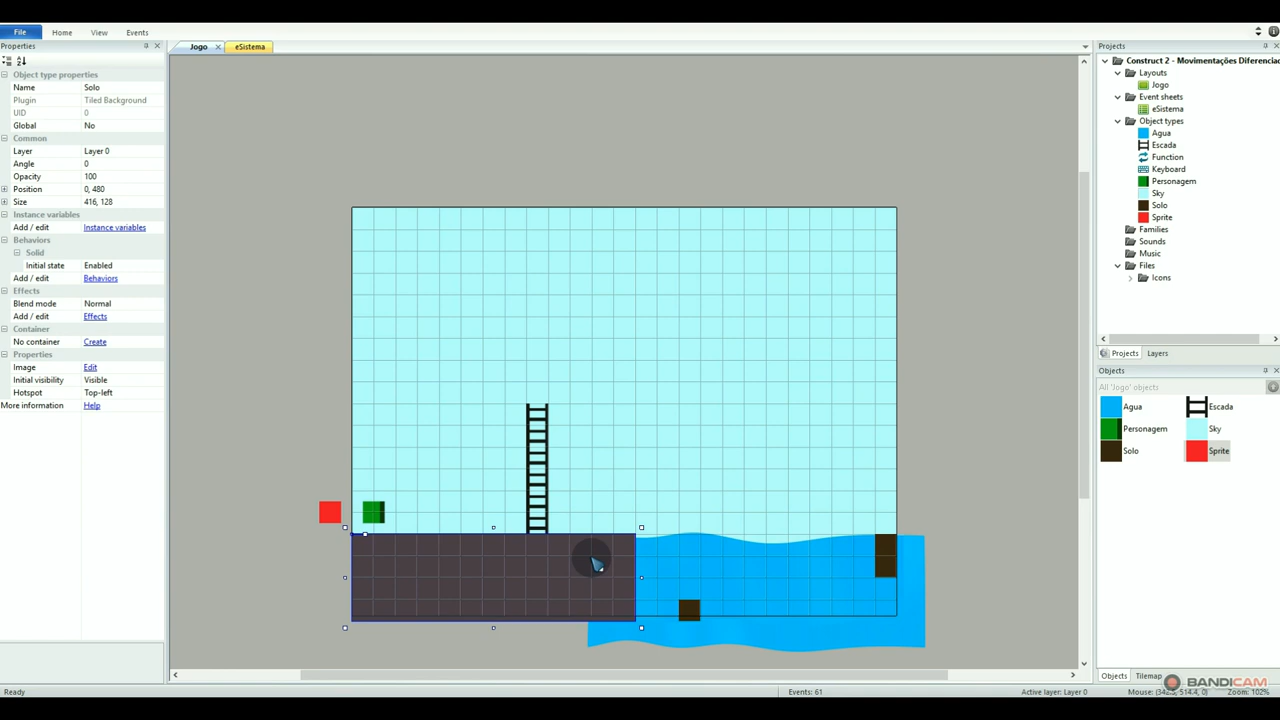 File Home View Events
Properties
Jogo
eSistema
Object type properties
Name Solo
Plugin Tiled Background
UID 0
Global No
Common
Layer Layer 0
Angle 0
Opacity 100
Position 0, 480
Size 416, 128
Instance variables
Add / edit Instance variables
Behaviors
Solid
Initial state Enabled
Add / edit Behaviors
Effects
Blend mode Normal
Add / edit Effects
Container
No container Create
Properties
Image Edit
Initial visibility Visible
Hotspot Top-left
More information Help
Projects
Construct 2 - Movimentações Diferenciad
Layouts
Jogo
Event sheets
eSistema
Object types
Agua
Escada
Function
Keyboard
Personagem
Sky
Solo
Sprite
Families
Sounds
Music
Files
Icons
Projects Layers
Objects
All 'Jogo' objects
Agua Escada
Personagem Sky
Solo Sprite
Objects Tilemap
Ready
Events: 61
Active layer: Layer 0
Zoom: 102%
BANDICAM